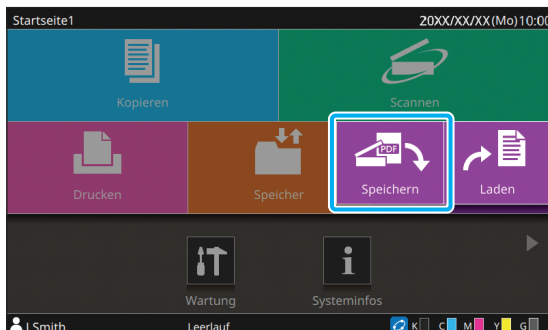 Startseite1 20XX/XX/XX(Mo)10:00
Kopieren Scannen
PDF
Drucken Speicher Speichern Laden
Wartung Systeminfos
J.Smith Leerlauf K C M Y G